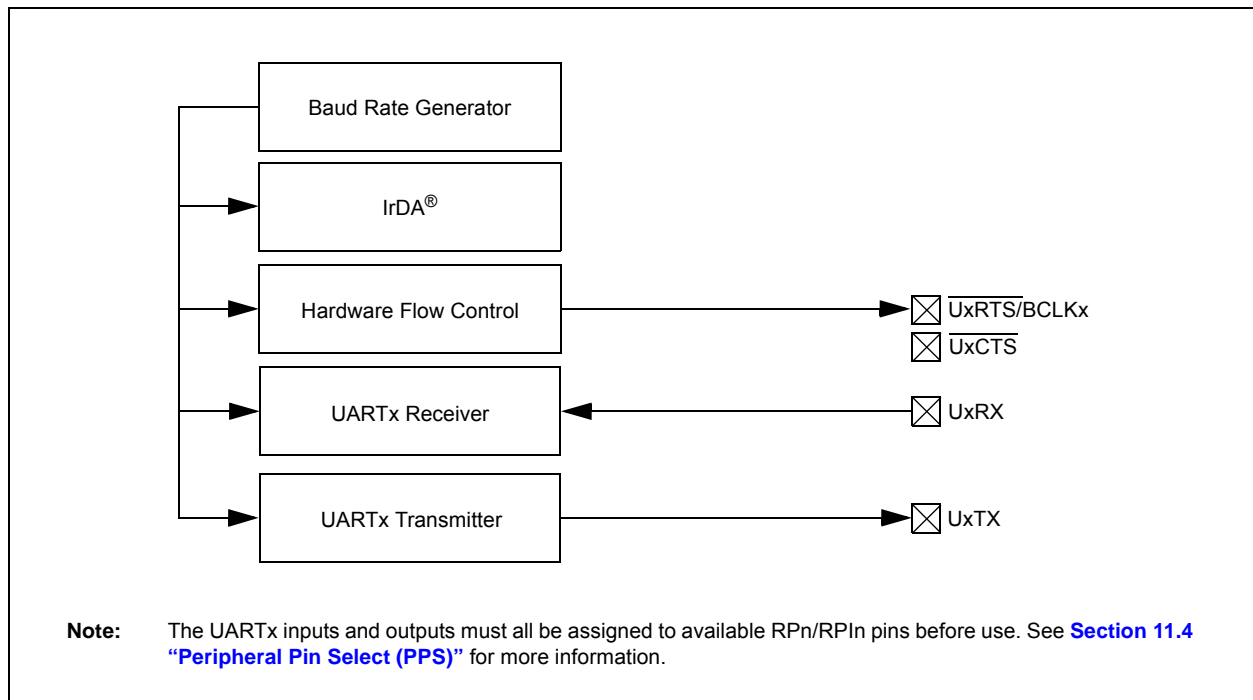 Baud Rate Generator
IrDA®
Hardware Flow Control
UxRTS/BCLKx
UxCTS
UARTx Receiver
UxRX
UARTx Transmitter
UxTX
Note: The UARTx inputs and outputs must all be assigned to available RPn/RPIn pins before use. See Section 11.4
“Peripheral Pin Select (PPS)” for more information.